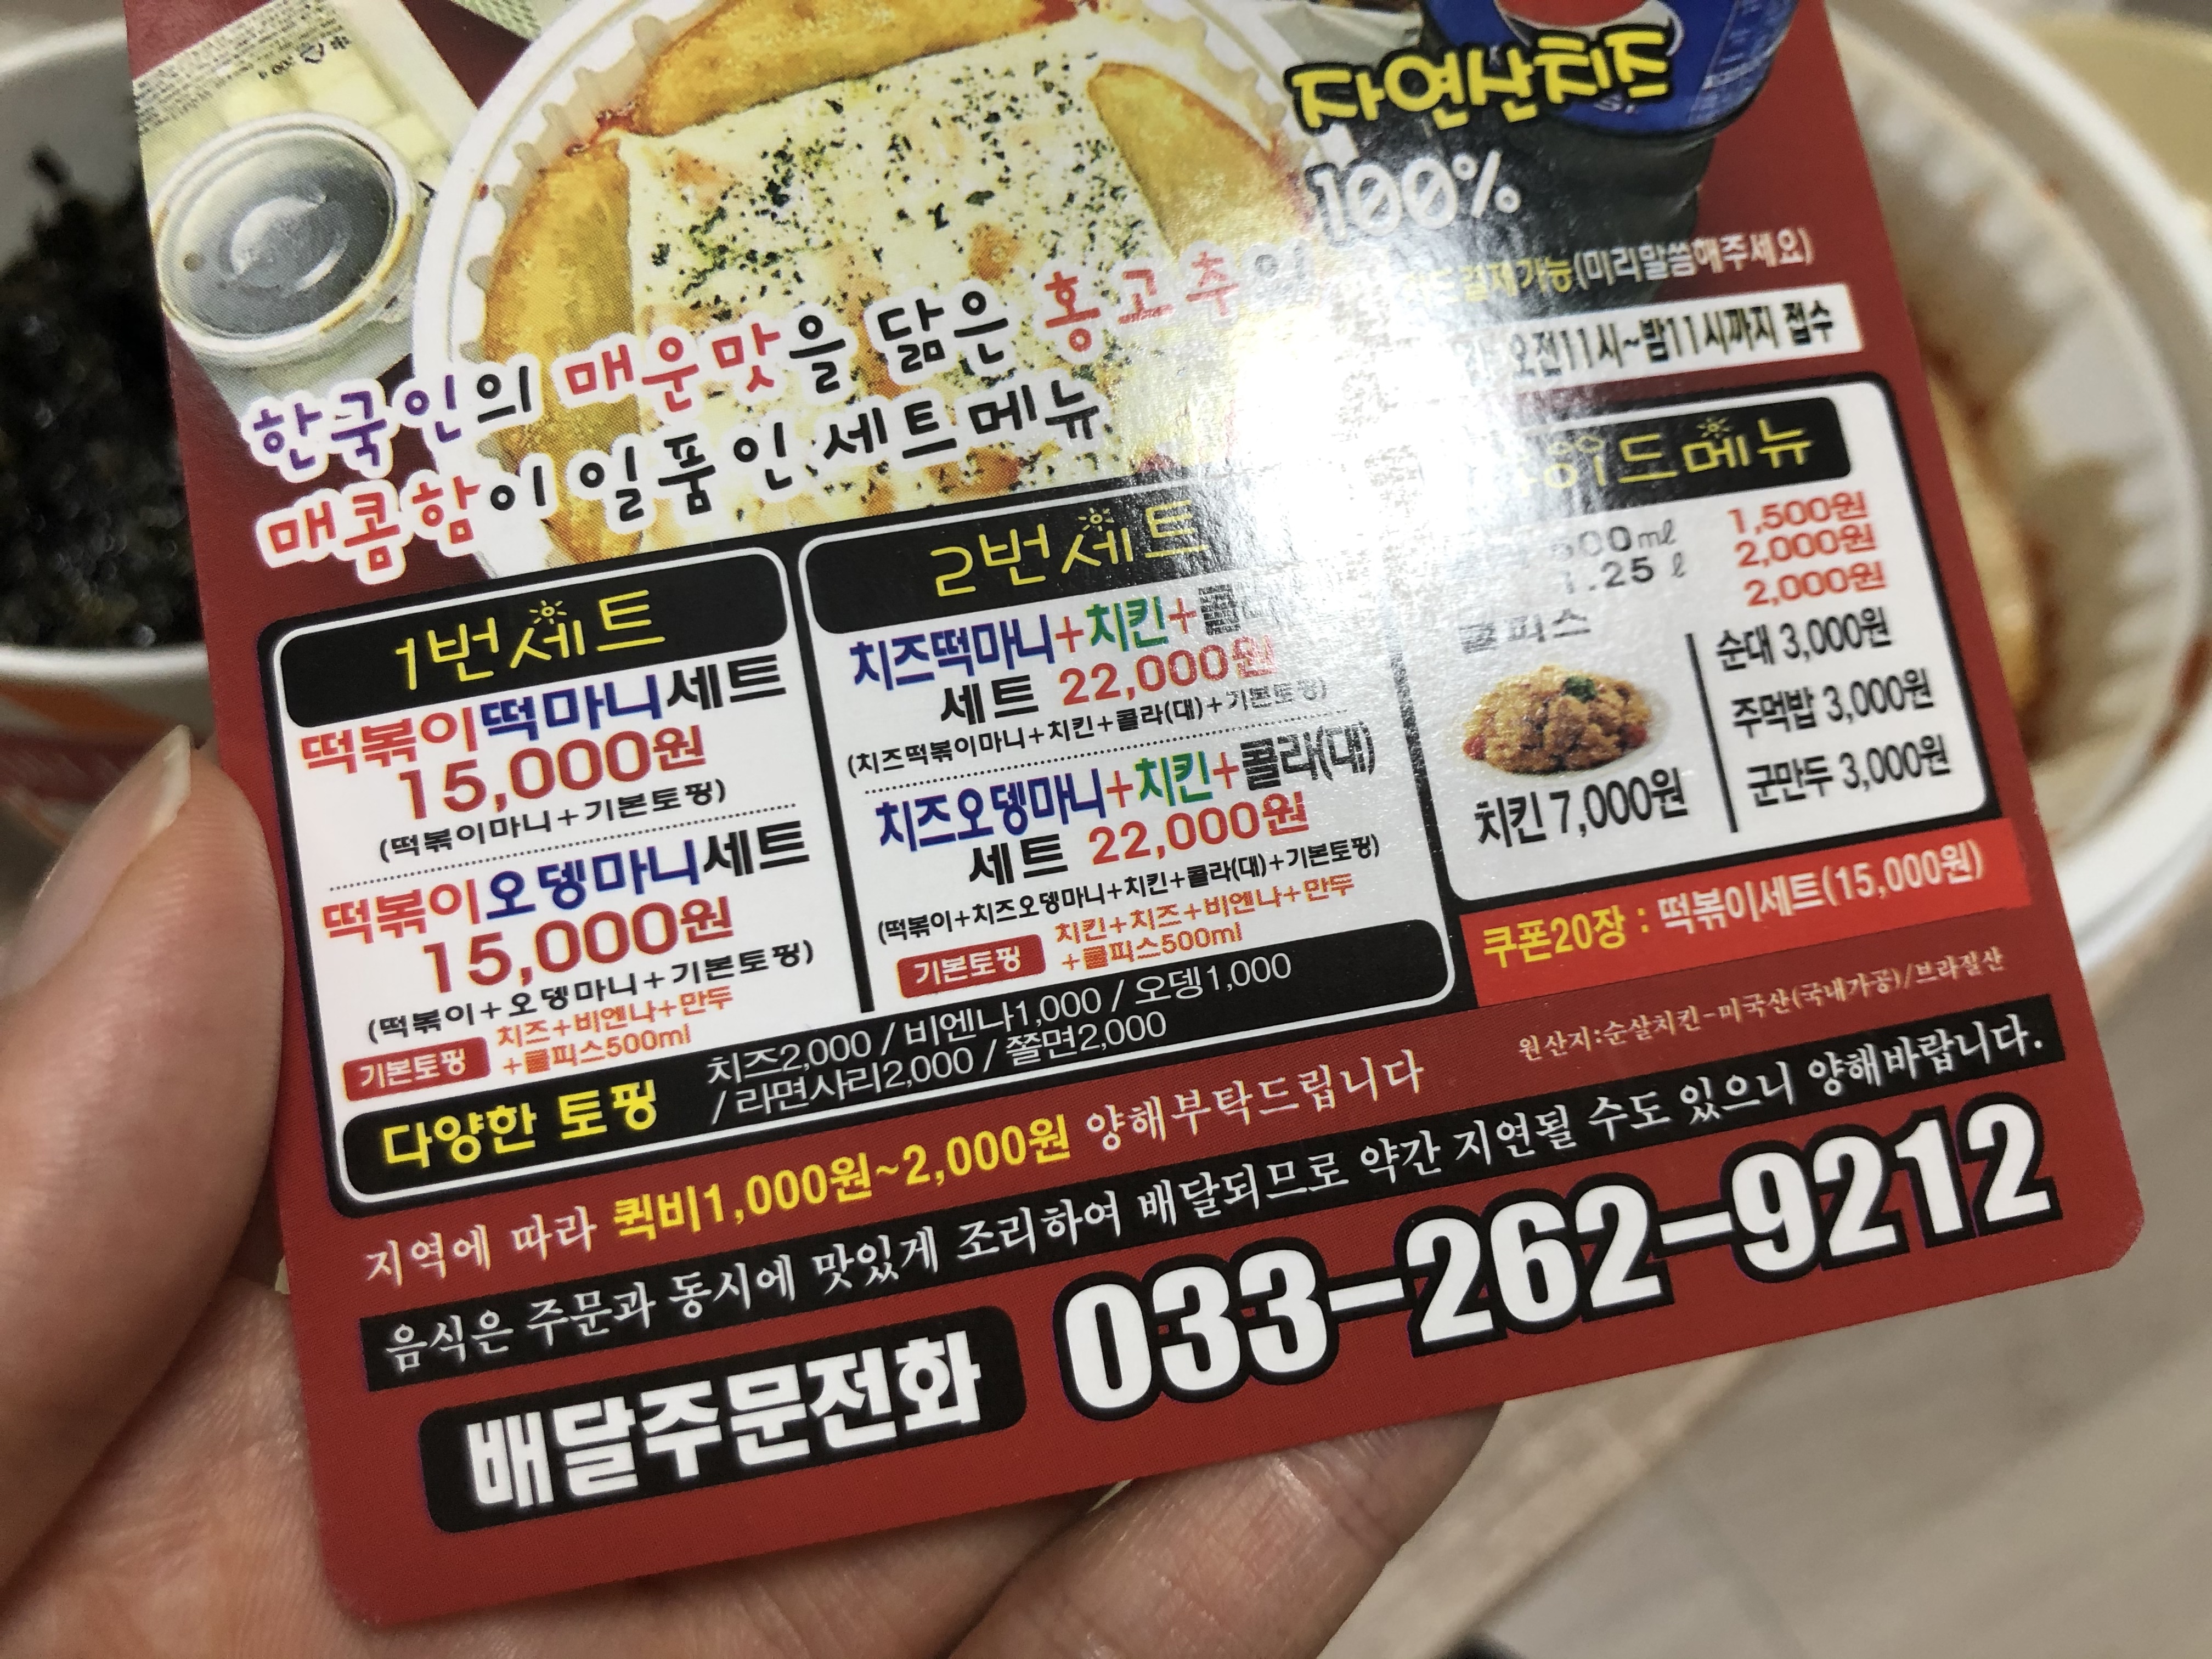 자연산치즈
100%
한국인의 매운맛을 닮은 홍고추의
매콤함이 일품인 세트메뉴
결제가능(미리말씀해주세요)
오전11시~밤11시까지 접수
1번세트
떡볶이떡마니세트
15,000원
(떡볶이마니+기본토핑)
떡볶이오뎅마니세트
15,000원
(떡볶이+오뎅마니+기본토핑)
기본토핑 치즈+비엔나+만두
+쿨피스500ml
2번세트
치즈떡마니+치킨+콜
세트 22,000원
(치즈떡볶이마니+치킨+콜라(대)+기본토핑)
치즈오뎅마니+치킨+콜라(대)
세트 22,000원
(떡볶이+치즈오뎅마니+치킨+콜라(대)+기본토핑)
기본토핑 치킨+치즈+비엔나+만두
+쿨피스500ml
다양한 토핑 치즈2,000 / 비엔나1,000 / 오뎅1,000
/ 라면사리2,000 / 쫄면2,000
이드메뉴
500㎖ 1,500원
1.25ℓ 2,000원
쿨피스 2,000원
치킨 7,000원
순대 3,000원
주먹밥 3,000원
군만두 3,000원
쿠폰20장 : 떡볶이세트(15,000원)
원산지:순살치킨-미국산(국내가공)/브라질산
지역에 따라 퀵비1,000원~2,000원 양해부탁드립니다
음식은 주문과 동시에 맛있게 조리하여 배달되므로 약간 지연될 수도 있으니 양해바랍니다.
배달주문전화 033-262-9212